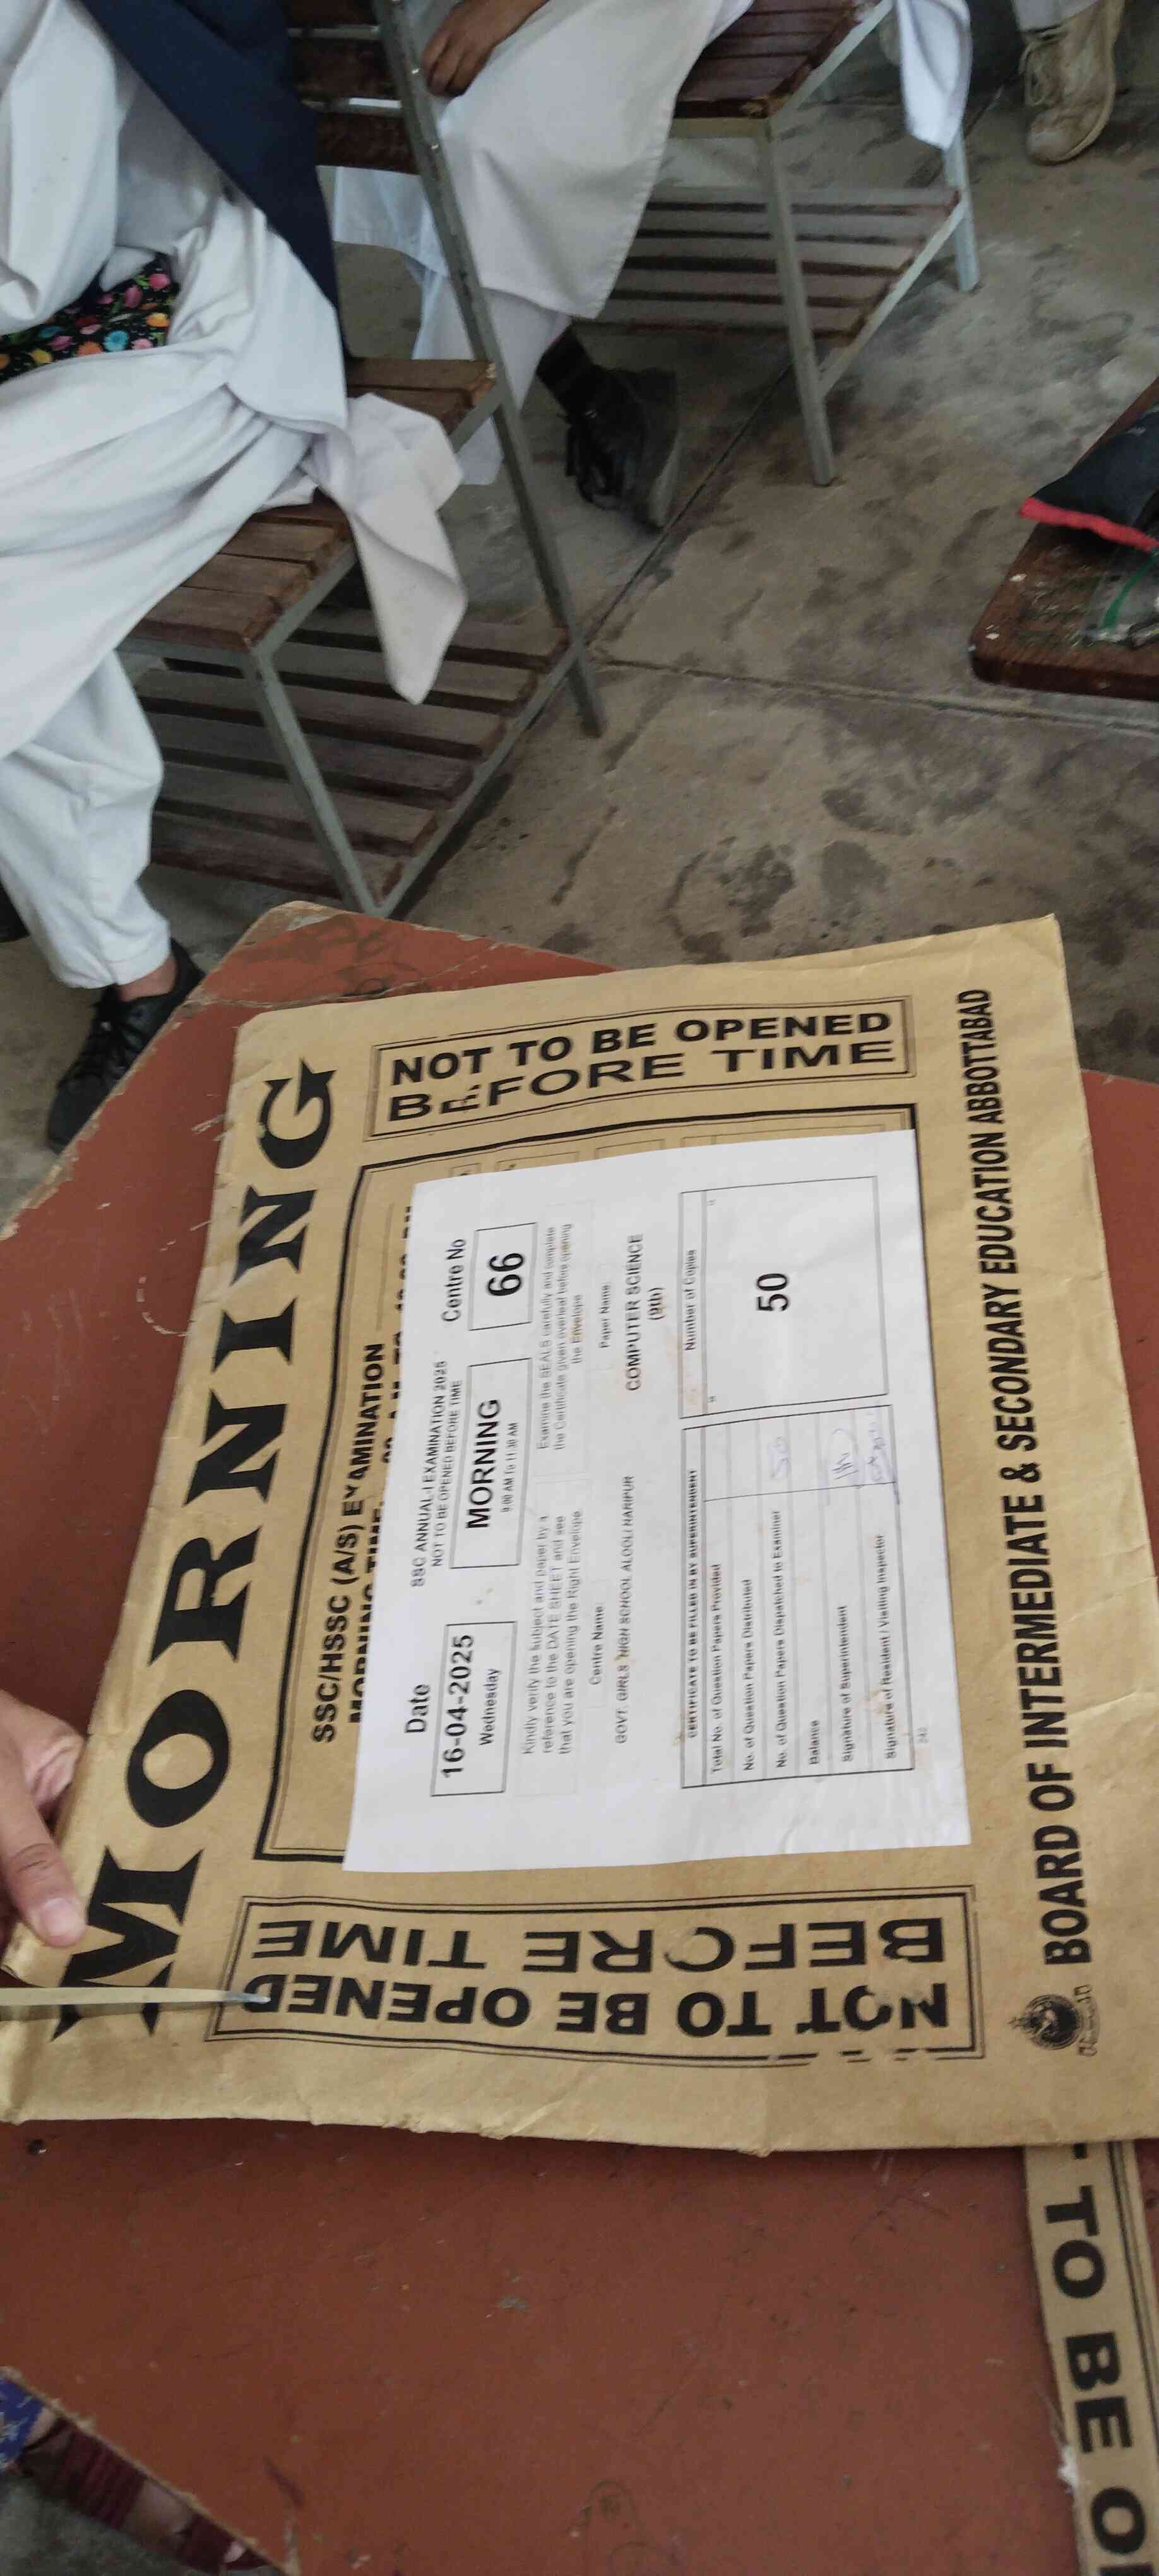 MORNING
SSC/HSSC (A/S) EXAMINATION
MORNING TIME:
NOT TO BE OPENED
BEFORE TIME
NOT TO BE OPENED
BEFORE TIME
Date
16-04-2025
Wednesday
SSC ANNUAL-I EXAMINATION 2025
NOT TO BE OPENED BEFORE TIME
MORNING
9:00 AM To 11:30 AM
Centre No
66
Kindly verify the subject and paper by a
reference to the DATE SHEET and see
that you are opening the Right Envelope
Examine the SEALS carefully and complete
the Certificate given overleaf before opening
the Envelope
Centre Name:
GOVT. GIRLS HIGH SCHOOL ALOOLI HARIPUR
Paper Name:
COMPUTER SCIENCE
(9th)
CERTIFICATE TO BE FILLED IN BY SUPERINTENDENT
Total No. of Question Papers Provided
No. of Question Papers Distributed
No. of Question Papers Dispatched to Examiner
50
Balance
Signature of Superintendent
Signature of Resident / Visiting Inspector
Number of Copies
50
BOARD OF INTERMEDIATE & SECONDARY EDUCATION ABBOTTABAD
TO BE